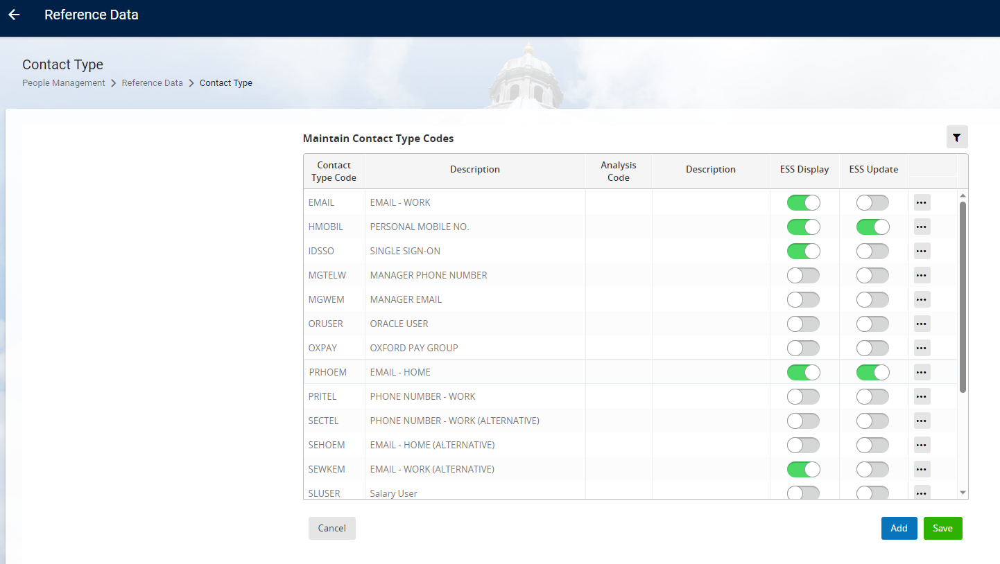 Reference Data
Contact Type
People Management > Reference Data > Contact Type
Maintain Contact Type Codes
Contact Type Code Description Analysis Code Description ESS Display ESS Update
EMAIL EMAIL - WORK
HMOBIL PERSONAL MOBILE NO.
IDSSO SINGLE SIGN-ON
MGTELW MANAGER PHONE NUMBER
MGWEM MANAGER EMAIL
ORUSER ORACLE USER
OXPAY OXFORD PAY GROUP
PRHOEM EMAIL - HOME
PRITEL PHONE NUMBER - WORK
SECTEL PHONE NUMBER - WORK (ALTERNATIVE)
SEHOEM EMAIL - HOME (ALTERNATIVE)
SEWKEM EMAIL - WORK (ALTERNATIVE)
SLUSER Salary User
Cancel Add Save